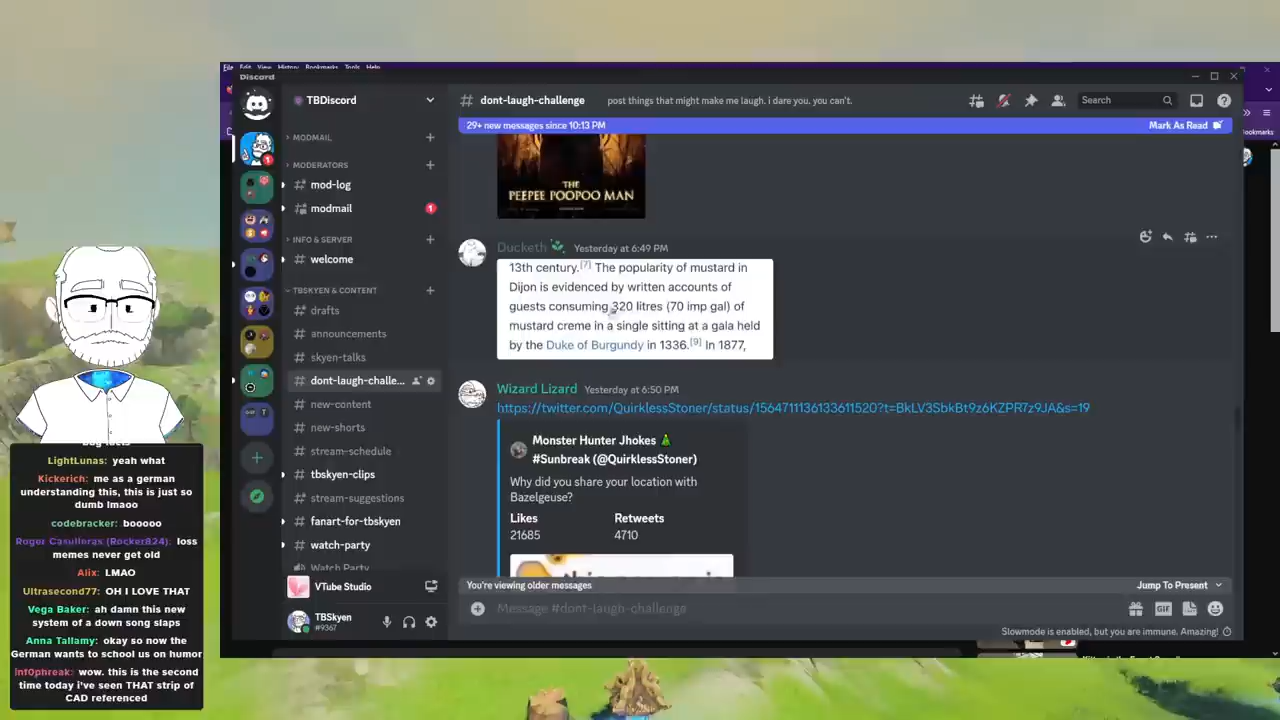 File Edit View History Bookmarks Tools Help
Discord
TBDiscord
dont-laugh-challenge
post things that might make me laugh. i dare you. you can't.
Search
29+ new messages since 10:13 PM
Mark As Read
Bookmarks
MODMAIL
MODERATORS
mod-log
modmail
1
INFO & SERVER
welcome
TBSKYEN & CONTENT
drafts
announcements
skyen-talks
dont-laugh-challe...
new-content
new-shorts
stream-schedule
tbskyen-clips
stream-suggestions
fanart-for-tbskyen
watch-party
Watch Party
VTube Studio
TBSkyen
#9367
THE
PEEPEE POOPOO MAN
Ducketh Yesterday at 6:49 PM
13th century.[7] The popularity of mustard in
Dijon is evidenced by written accounts of
guests consuming 320 litres (70 imp gal) of
mustard creme in a single sitting at a gala held
by the Duke of Burgundy in 1336.[9] In 1877,
Wizard Lizard Yesterday at 6:50 PM
https://twitter.com/QuirklessStoner/status/1564711136133611520?t=BkLV3SbkBt9z6KZPR7z9JA&s=19
Monster Hunter Jhokes
#Sunbreak (@QuirklessStoner)
Why did you share your location with
Bazelgeuse?
Likes Retweets
21685 4710
You're viewing older messages
Jump To Present
Message #dont-laugh-challenge
GIF
Slowmode is enabled, but you are immune. Amazing!
LightLunas: yeah what
Kickerich: me as a german
understanding this, this is just so
dumb lmaoo
codebracker: booooo
Roger Casulleras (Rocker824): loss
memes never get old
Alix: LMAO
Ultrasecond77: OH I LOVE THAT
Vega Baker: ah damn this new
system of a down song slaps
Anna Tallamy: okay so now the
German wants to school us on humor
Inf0phreak: wow. this is the second
time today i've seen THAT strip of
CAD referenced